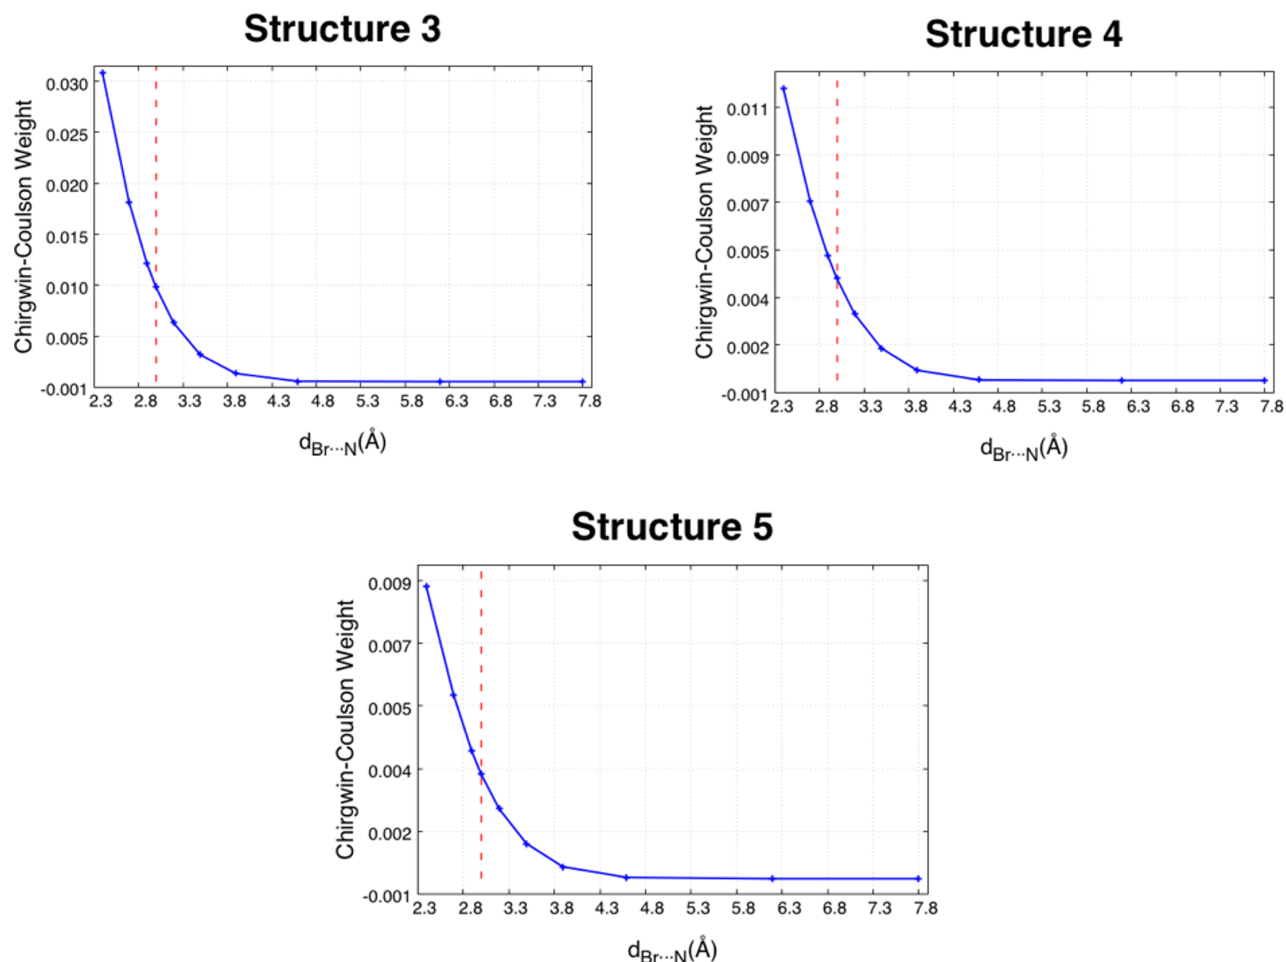 Structure 3
Chirgwin-Coulson Weight
0.030
0.025
0.020
0.015
0.010
0.005
-0.001
2.3 2.8 3.3 3.8 4.3 4.8 5.3 5.8 6.3 6.8 7.3 7.8
dBr···N(Å)
Structure 4
Chirgwin-Coulson Weight
0.011
0.009
0.007
0.005
0.004
0.002
-0.001
2.3 2.8 3.3 3.8 4.3 4.8 5.3 5.8 6.3 6.8 7.3 7.8
dBr···N(Å)
Structure 5
Chirgwin-Coulson Weight
0.009
0.007
0.005
0.004
0.002
-0.001
2.3 2.8 3.3 3.8 4.3 4.8 5.3 5.8 6.3 6.8 7.3 7.8
dBr···N(Å)